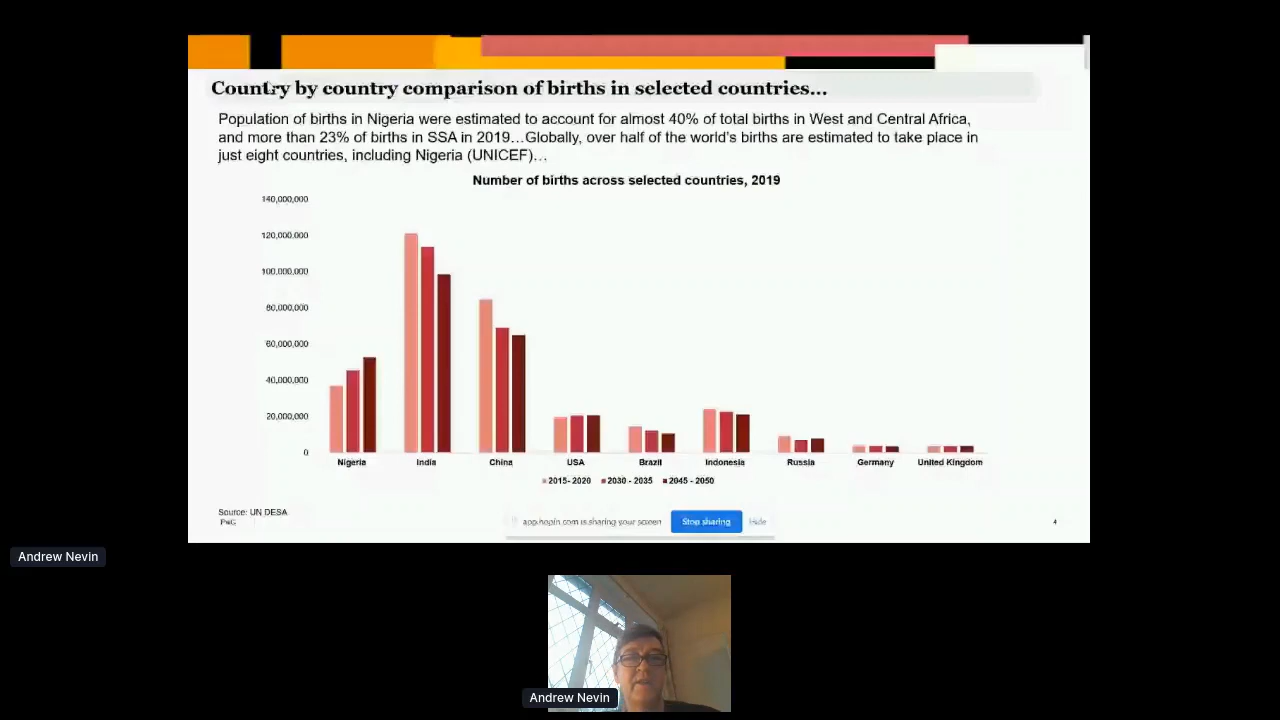 Country by country comparison of births in selected countries...
Population of births in Nigeria were estimated to account for almost 40% of total births in West and Central Africa,
and more than 23% of births in SSA in 2019…Globally, over half of the world's births are estimated to take place in
just eight countries, including Nigeria (UNICEF)…
Number of births across selected countries, 2019
140,000,000
120,000,000
100,000,000
80,000,000
60,000,000
40,000,000
20,000,000
0
Nigeria India China USA Brazil Indonesia Russia Germany United Kingdom
2015- 2020 2030 - 2035 2045 - 2050
Source: UN DESA
PwC
app.hopin.com is sharing your screen Stop sharing Hide
4
Andrew Nevin
Andrew Nevin